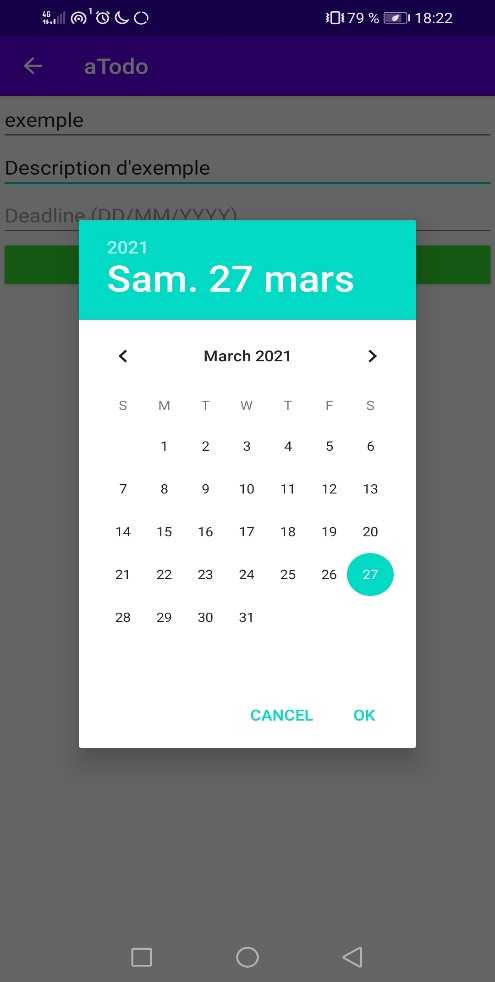 4G 1 79 % 18:22
aTodo
exemple
Description d'exemple
Deadline (DD/MM/YYYY)
2021
Sam. 27 mars
March 2021
S M T W T F S
1 2 3 4 5 6
7 8 9 10 11 12 13
14 15 16 17 18 19 20
21 22 23 24 25 26 27
28 29 30 31
CANCEL OK